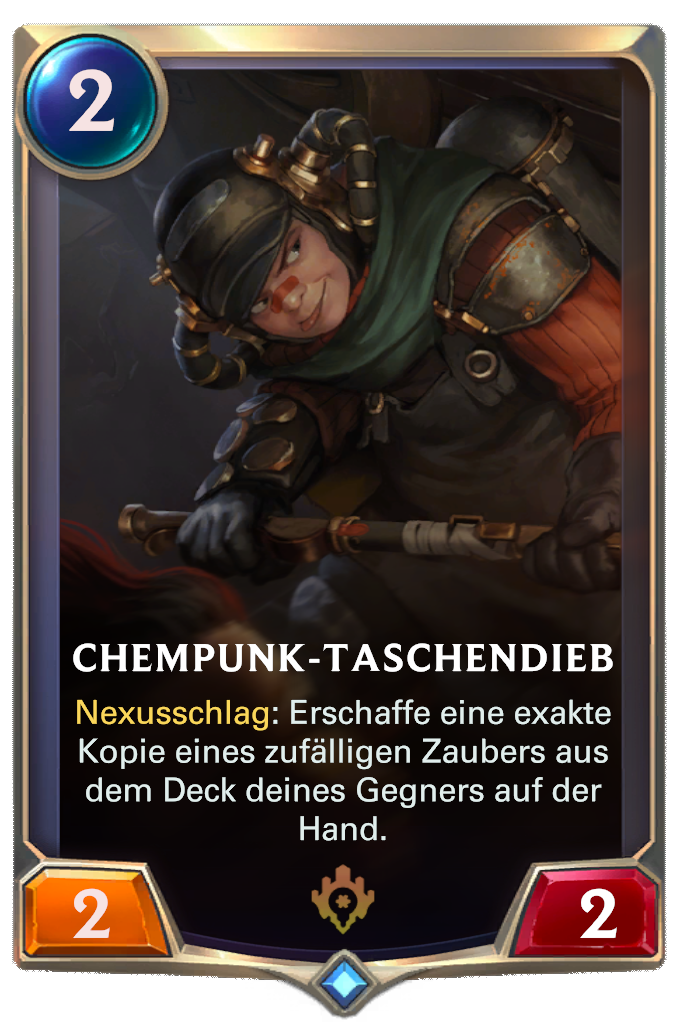 2
CHEMPUNK-TASCHENDIEB
Nexusschlag: Erschaffe eine exakte
Kopie eines zufälligen Zaubers aus
dem Deck deines Gegners auf der
Hand.
2
2